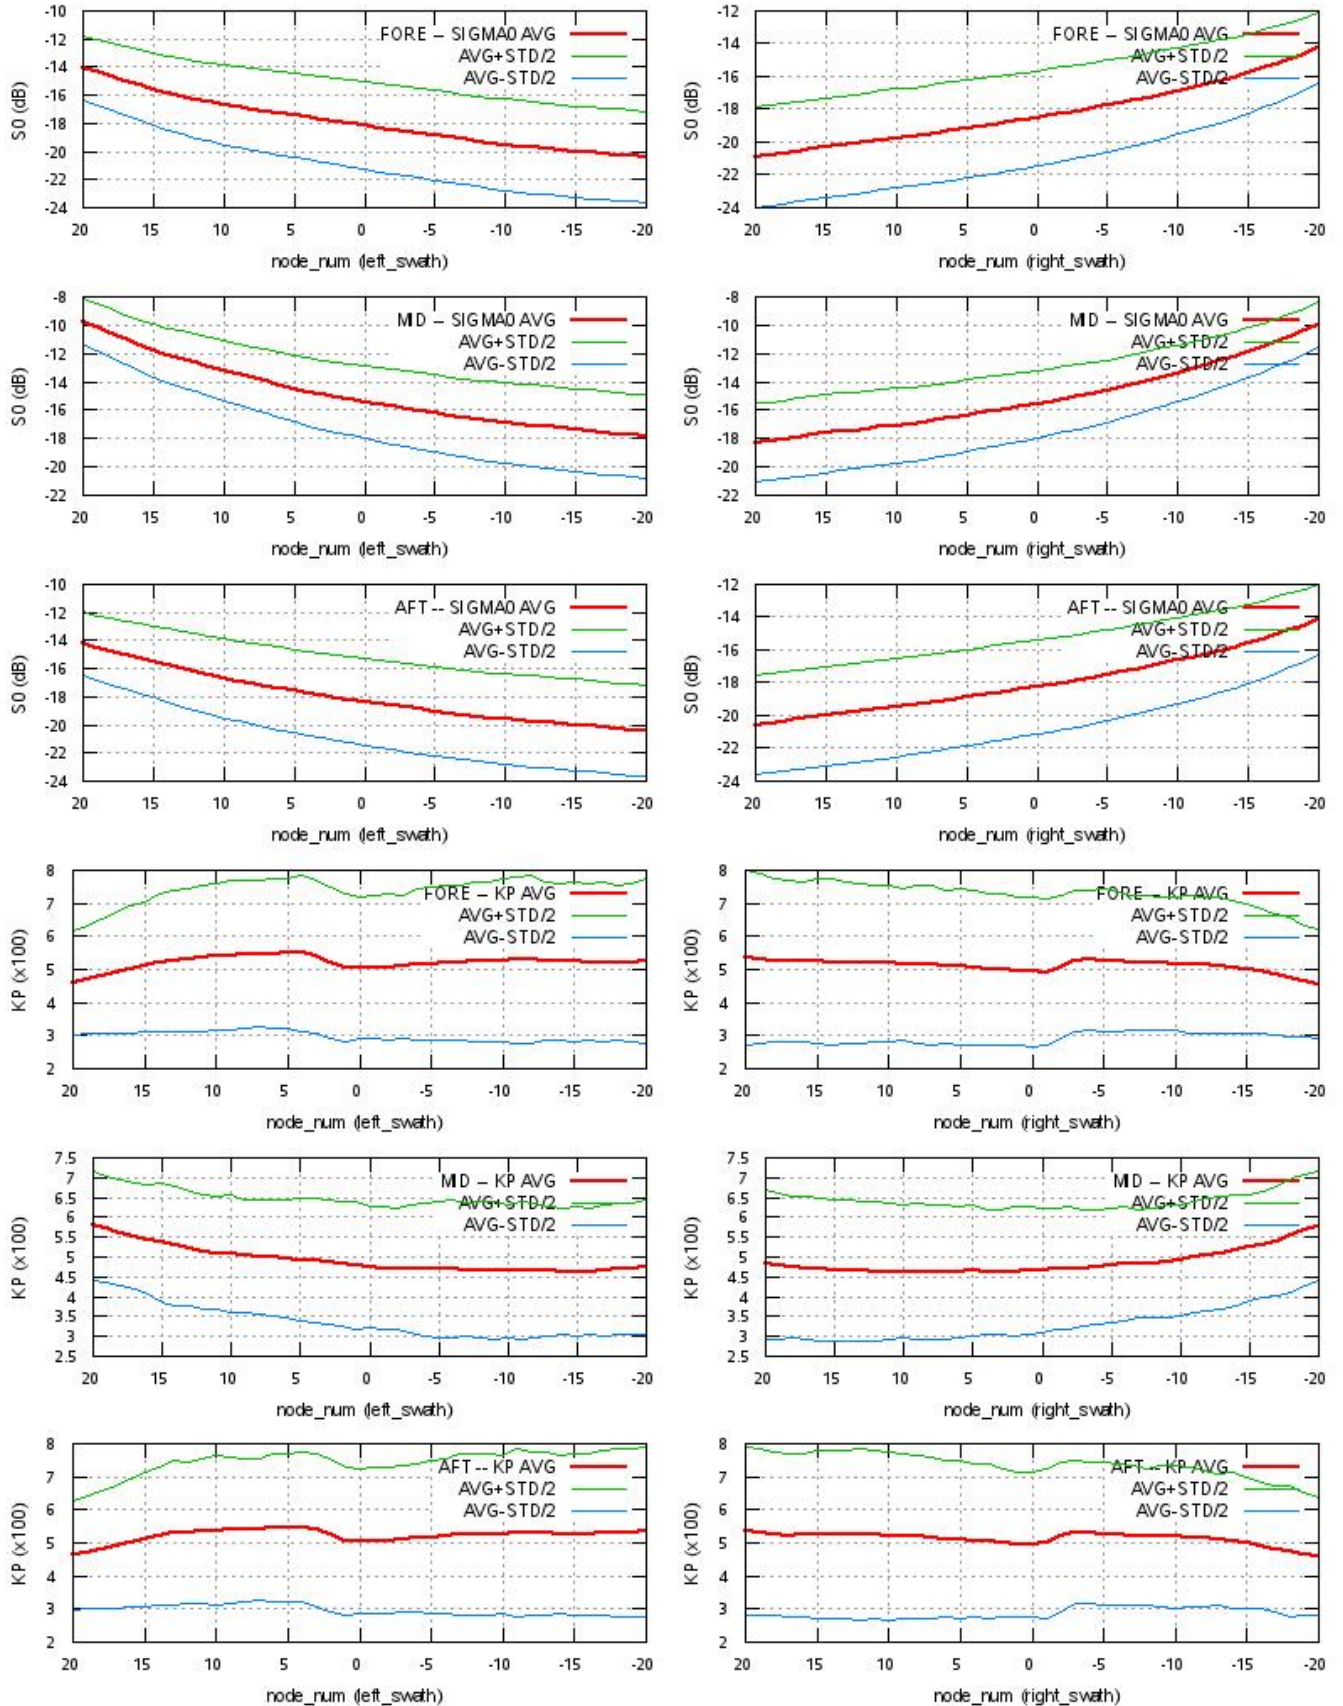 -10
-12
-14
-16
-18
-20
-22
-24
S0 (dB)
FORE -- SIGMA0 AVG
AVG+STD/2
AVG-STD/2
20 15 10 5 0 -5 -10 -15 -20
node_num (left_swath)
-12
-14
-16
-18
-20
-22
-24
S0 (dB)
FORE -- SIGMA0 AVG
AVG+STD/2
AVG-STD/2
20 15 10 5 0 -5 -10 -15 -20
node_num (right_swath)
-8
-10
-12
-14
-16
-18
-20
-22
S0 (dB)
MID -- SIGMA0 AVG
AVG+STD/2
AVG-STD/2
20 15 10 5 0 -5 -10 -15 -20
node_num (left_swath)
-8
-10
-12
-14
-16
-18
-20
-22
S0 (dB)
MID -- SIGMA0 AVG
AVG+STD/2
AVG-STD/2
20 15 10 5 0 -5 -10 -15 -20
node_num (right_swath)
-10
-12
-14
-16
-18
-20
-22
-24
S0 (dB)
AFT -- SIGMA0 AVG
AVG+STD/2
AVG-STD/2
20 15 10 5 0 -5 -10 -15 -20
node_num (left_swath)
-12
-14
-16
-18
-20
-22
-24
S0 (dB)
AFT -- SIGMA0 AVG
AVG+STD/2
AVG-STD/2
20 15 10 5 0 -5 -10 -15 -20
node_num (right_swath)
8
7
6
5
4
3
2
KP (x100)
FORE -- KP AVG
AVG+STD/2
AVG-STD/2
20 15 10 5 0 -5 -10 -15 -20
node_num (left_swath)
8
7
6
5
4
3
2
KP (x100)
FORE -- KP AVG
AVG+STD/2
AVG-STD/2
20 15 10 5 0 -5 -10 -15 -20
node_num (right_swath)
7.5
7
6.5
6
5.5
5
4.5
4
3.5
3
2.5
KP (x100)
MID -- KP AVG
AVG+STD/2
AVG-STD/2
20 15 10 5 0 -5 -10 -15 -20
node_num (left_swath)
7.5
7
6.5
6
5.5
5
4.5
4
3.5
3
2.5
KP (x100)
MID -- KP AVG
AVG+STD/2
AVG-STD/2
20 15 10 5 0 -5 -10 -15 -20
node_num (right_swath)
8
7
6
5
4
3
2
KP (x100)
AFT -- KP AVG
AVG+STD/2
AVG-STD/2
20 15 10 5 0 -5 -10 -15 -20
node_num (left_swath)
8
7
6
5
4
3
2
KP (x100)
AFT -- KP AVG
AVG+STD/2
AVG-STD/2
20 15 10 5 0 -5 -10 -15 -20
node_num (right_swath)